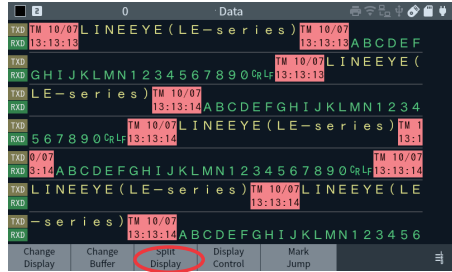 2 0 Data
TXD TM 10/07 LINEEYE(LE-series) TM 10/07
RXD 13:13:13 13:13:13 ABCDEF
TXD TM 10/07 LINEEYE(
RXD GHIJKLMN1234567890CRLF 13:13:13
TXD LE-series) TM 10/07
RXD 13:13:14 ABCDEFGHIJKLMN1234
TXD TM 10/07 LINEEYE(LE-series) TM 1
RXD 567890CRLF 13:13:14 13:1
TXD 0/07 TM 10/07
RXD 3:14 ABCDEFGHIJKLMN1234567890CRLF 13:13:14
TXD LINEEYE(LE-series) TM 10/07 LINEEYE(LE
RXD 13:13:14
TXD -series) TM 10/07
RXD 13:13:14 ABCDEFGHIJKLMN123456
Change Change Split Display Mark
Display Buffer Display Control Jump